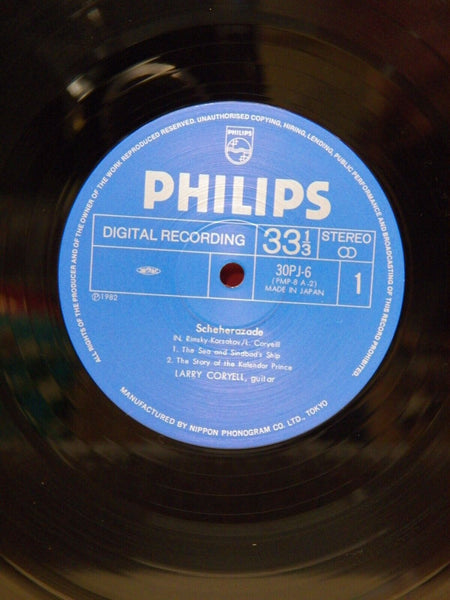 ALL RIGHTS OF THE PRODUCER AND OF THE OWNER OF THE WORK REPRODUCED RESERVED. UNAUTHORISED COPYING, HIRING, LENDING, PUBLIC PERFORMANCE AND BROADCASTING OF THIS RECORD PROHIBITED.
PHILIPS
PHILIPS
DIGITAL RECORDING
33 1/3
STEREO
30PJ-6
(PMP-8 A-2)
MADE IN JAPAN
1
Ⓟ1982
Scheherazade
(N. Rimsky-Korsakov/L. Coryell)
1. The Sea and Sindbad's Ship
2. The Story of the Kalendar Prince
LARRY CORYELL, guitar
MANUFACTURED BY NIPPON PHONOGRAM CO. LTD., TOKYO